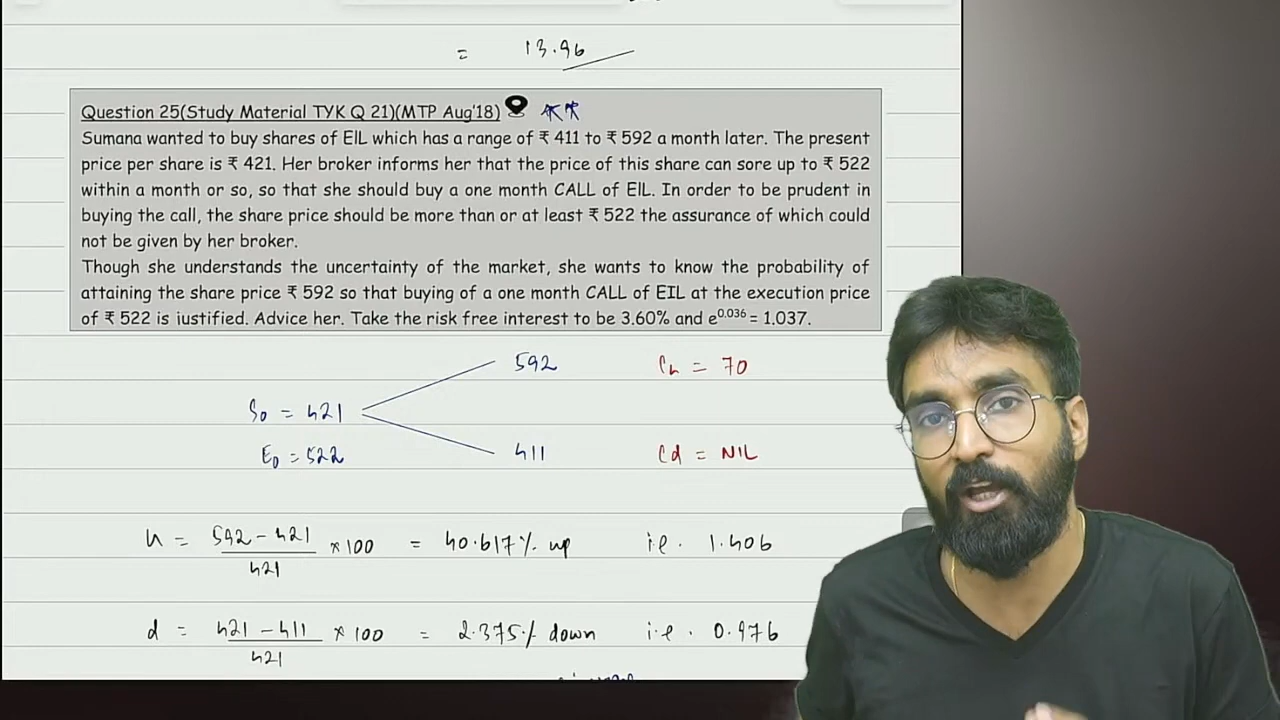 = 13.96
Question 25(Study Material TYK Q 21)(MTP Aug'18)
Sumana wanted to buy shares of EIL which has a range of ₹ 411 to ₹ 592 a month later. The present
price per share is ₹ 421. Her broker informs her that the price of this share can sore up to ₹ 522
within a month or so, so that she should buy a one month CALL of EIL. In order to be prudent in
buying the call, the share price should be more than or at least ₹ 522 the assurance of which could
not be given by her broker.
Though she understands the uncertainty of the market, she wants to know the probability of
attaining the share price ₹ 592 so that buying of a one month CALL of EIL at the execution price
of ₹ 522 is justified. Advice her. Take the risk free interest to be 3.60% and e^0.036 = 1.037.
592 Cu = 70
S0 = 421
E0 = 522
411 Cd = NIL
u = 592 - 421 / 421 × 100 = 40.617% up i.e. 1.406
d = 421 - 411 / 421 × 100 = 2.375% down i.e. 0.976